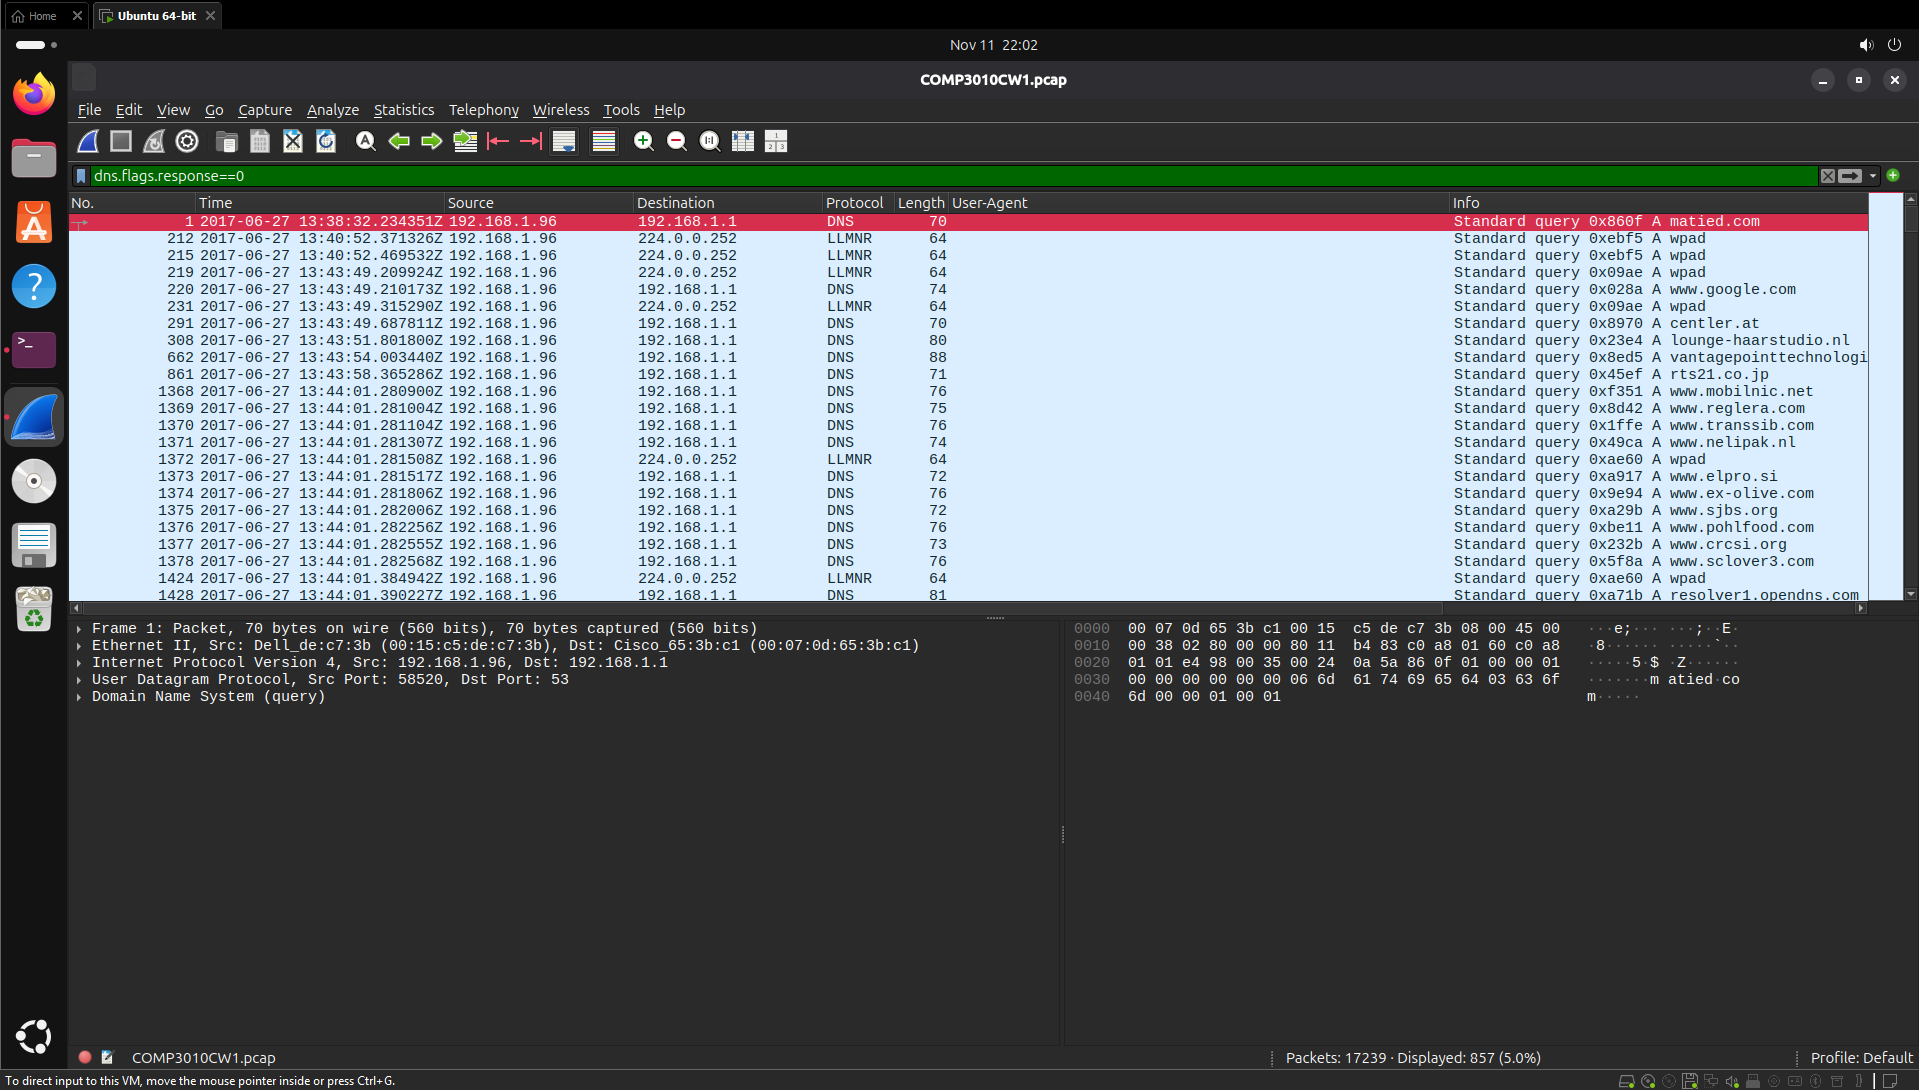 Home
Ubuntu 64-bit
Nov 11 22:02
COMP3010CW1.pcap
File Edit View Go Capture Analyze Statistics Telephony Wireless Tools Help
dns.flags.response==0
No. Time Source Destination Protocol Length User-Agent Info
1 2017-06-27 13:38:32.234351Z 192.168.1.96 192.168.1.1 DNS 70 Standard query 0x860f A matied.com
212 2017-06-27 13:40:52.371326Z 192.168.1.96 224.0.0.252 LLMNR 64 Standard query 0xebf5 A wpad
215 2017-06-27 13:40:52.469532Z 192.168.1.96 224.0.0.252 LLMNR 64 Standard query 0xebf5 A wpad
219 2017-06-27 13:43:49.209924Z 192.168.1.96 224.0.0.252 LLMNR 64 Standard query 0x09ae A wpad
220 2017-06-27 13:43:49.210173Z 192.168.1.96 192.168.1.1 DNS 74 Standard query 0x028a A www.google.com
231 2017-06-27 13:43:49.315290Z 192.168.1.96 224.0.0.252 LLMNR 64 Standard query 0x09ae A wpad
291 2017-06-27 13:43:49.687811Z 192.168.1.96 192.168.1.1 DNS 70 Standard query 0x8970 A centler.at
308 2017-06-27 13:43:51.801800Z 192.168.1.96 192.168.1.1 DNS 80 Standard query 0x23e4 A lounge-haarstudio.nl
662 2017-06-27 13:43:54.003440Z 192.168.1.96 192.168.1.1 DNS 88 Standard query 0x8ed5 A vantagepointtechnologi
861 2017-06-27 13:43:58.365286Z 192.168.1.96 192.168.1.1 DNS 71 Standard query 0x45ef A rts21.co.jp
1368 2017-06-27 13:44:01.280900Z 192.168.1.96 192.168.1.1 DNS 76 Standard query 0xf351 A www.mobilnic.net
1369 2017-06-27 13:44:01.281004Z 192.168.1.96 192.168.1.1 DNS 75 Standard query 0x8d42 A www.reglera.com
1370 2017-06-27 13:44:01.281104Z 192.168.1.96 192.168.1.1 DNS 76 Standard query 0x1ffe A www.transsib.com
1371 2017-06-27 13:44:01.281307Z 192.168.1.96 192.168.1.1 DNS 74 Standard query 0x49ca A www.nelipak.nl
1372 2017-06-27 13:44:01.281508Z 192.168.1.96 224.0.0.252 LLMNR 64 Standard query 0xae60 A wpad
1373 2017-06-27 13:44:01.281517Z 192.168.1.96 192.168.1.1 DNS 72 Standard query 0xa917 A www.elpro.si
1374 2017-06-27 13:44:01.281806Z 192.168.1.96 192.168.1.1 DNS 76 Standard query 0x9e94 A www.ex-olive.com
1375 2017-06-27 13:44:01.282006Z 192.168.1.96 192.168.1.1 DNS 72 Standard query 0xa29b A www.sjbs.org
1376 2017-06-27 13:44:01.282256Z 192.168.1.96 192.168.1.1 DNS 76 Standard query 0xbe11 A www.pohlfood.com
1377 2017-06-27 13:44:01.282555Z 192.168.1.96 192.168.1.1 DNS 73 Standard query 0x232b A www.crcsi.org
1378 2017-06-27 13:44:01.282568Z 192.168.1.96 192.168.1.1 DNS 76 Standard query 0x5f8a A www.sclover3.com
1424 2017-06-27 13:44:01.384942Z 192.168.1.96 224.0.0.252 LLMNR 64 Standard query 0xae60 A wpad
1428 2017-06-27 13:44:01.390227Z 192.168.1.96 192.168.1.1 DNS 81 Standard query 0xa71b A resolver1.opendns.com
Frame 1: Packet, 70 bytes on wire (560 bits), 70 bytes captured (560 bits)
Ethernet II, Src: Dell_de:c7:3b (00:15:c5:de:c7:3b), Dst: Cisco_65:3b:c1 (00:07:0d:65:3b:c1)
Internet Protocol Version 4, Src: 192.168.1.96, Dst: 192.168.1.1
User Datagram Protocol, Src Port: 58520, Dst Port: 53
Domain Name System (query)
0000 00 07 0d 65 3b c1 00 15 c5 de c7 3b 08 00 45 00 ···e;··· ···;··E·
0010 00 38 02 80 00 00 80 11 b4 83 c0 a8 01 60 c0 a8 ·8······ ·····`··
0020 01 01 e4 98 00 35 00 24 0a 5a 86 0f 01 00 00 01 ·····5·$ ·Z······
0030 00 00 00 00 00 00 06 6d 61 74 69 65 64 03 63 6f ·······m atied·co
0040 6d 00 00 01 00 01 m·····
COMP3010CW1.pcap
Packets: 17239 · Displayed: 857 (5.0%)
Profile: Default
To direct input to this VM, move the mouse pointer inside or press Ctrl+G.